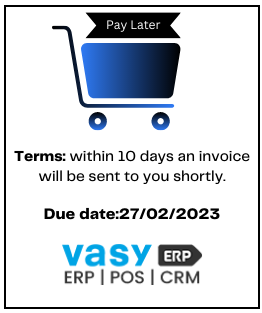 Pay Later
Terms: within 10 days an invoice
will be sent to you shortly.
Due date:27/02/2023
vasy ERP
ERP | POS | CRM